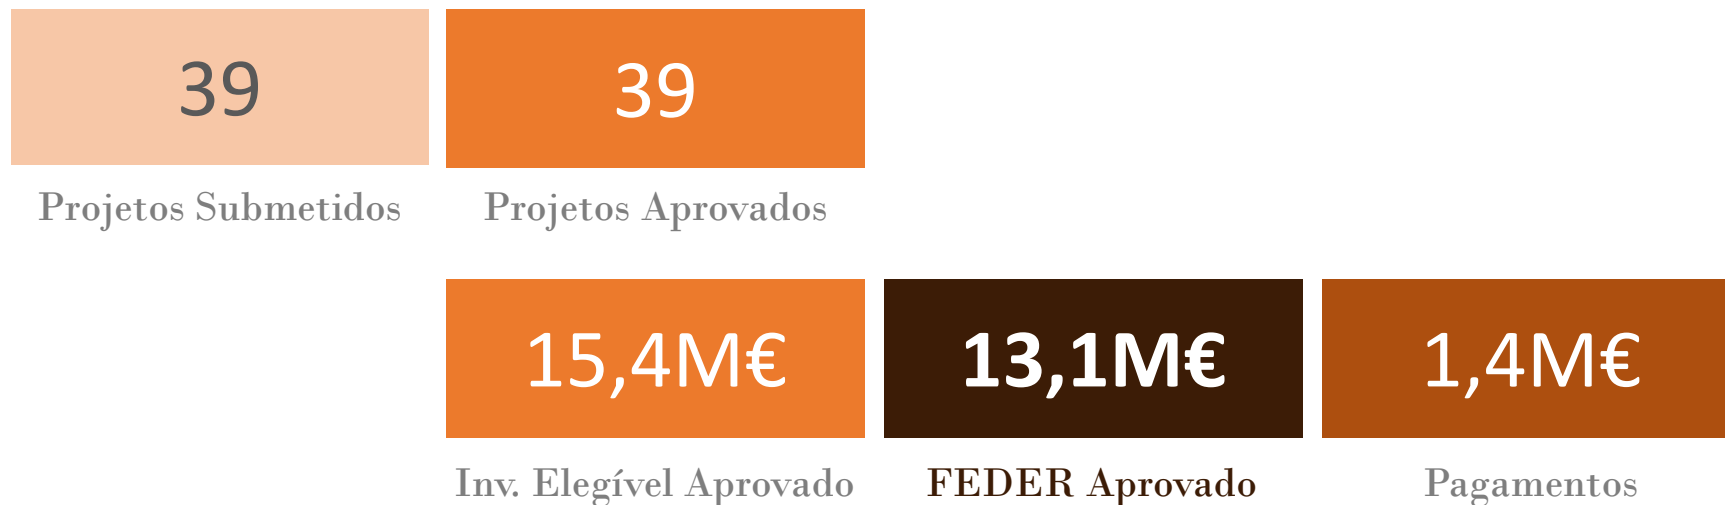 39
39
Projetos Submetidos
Projetos Aprovados
15,4M€
13,1M€
1,4M€
Inv. Elegível Aprovado
FEDER Aprovado
Pagamentos